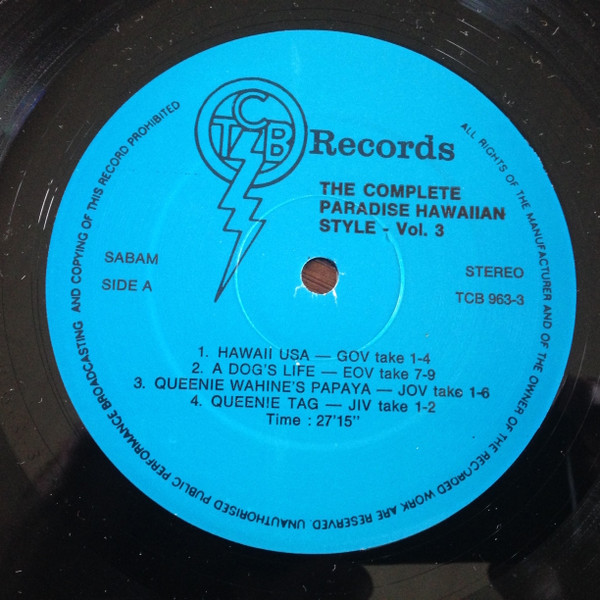 TCB Records
THE COMPLETE
PARADISE HAWAIIAN
STYLE - Vol. 3
SABAM
SIDE A
STEREO
TCB 963-3
1. HAWAII USA — GOV take 1-4
2. A DOG'S LIFE — EOV take 7-9
3. QUEENIE WAHINE'S PAPAYA — JOV take 1-6
4. QUEENIE TAG — JIV take 1-2
Time : 27'15"
ALL RIGHTS OF THE MANUFACTURER AND OF THE OWNER OF THE RECORDED WORK ARE RESERVED. UNAUTHORISED PUBLIC PERFORMANCE BROADCASTING AND COPYING OF THIS RECORD PROHIBITED